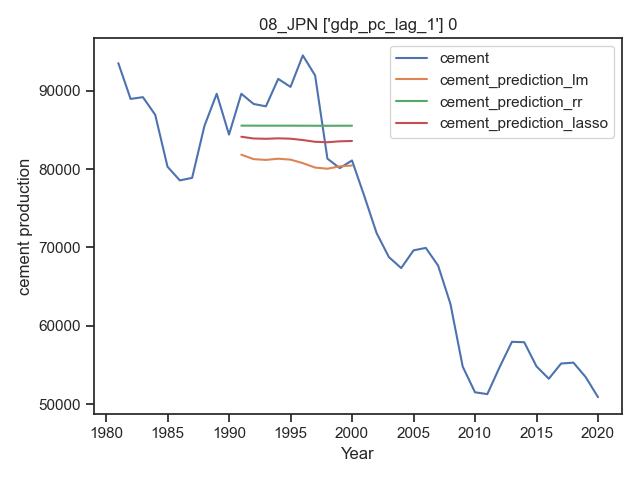 08_JPN ['gdp_pc_lag_1'] 0
cement
cement_prediction_lm
cement_prediction_rr
cement_prediction_lasso
cement production
90000
80000
70000
60000
50000
1980 1985 1990 1995 2000 2005 2010 2015 2020
Year